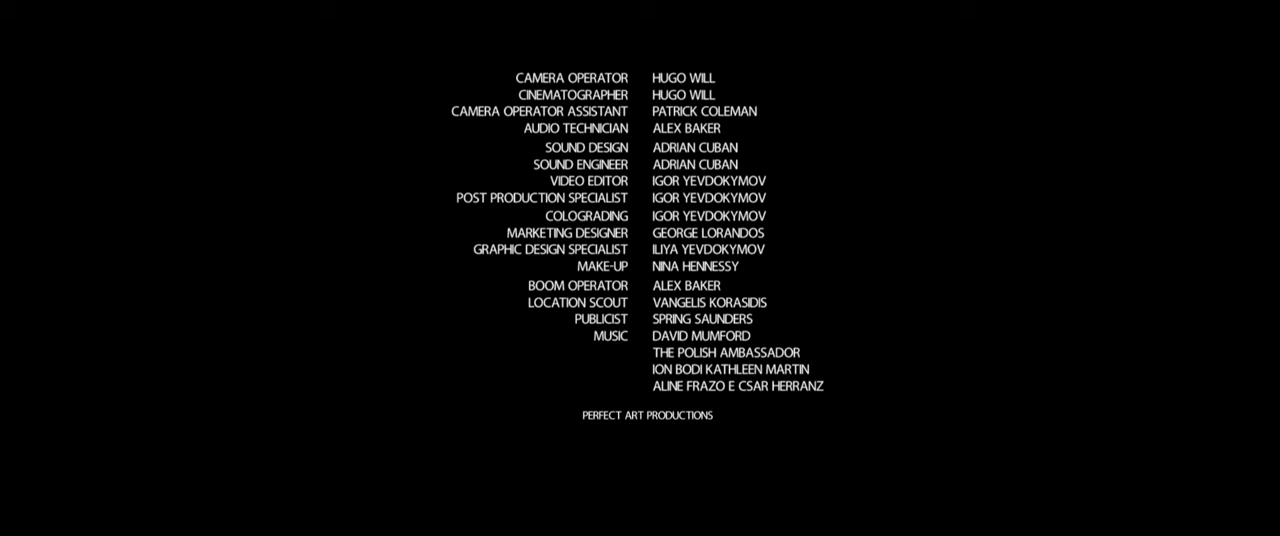 CAMERA OPERATOR HUGO WILL
CINEMATOGRAPHER HUGO WILL
CAMERA OPERATOR ASSISTANT PATRICK COLEMAN
AUDIO TECHNICIAN ALEX BAKER
SOUND DESIGN ADRIAN CUBAN
SOUND ENGINEER ADRIAN CUBAN
VIDEO EDITOR IGOR YEVDOKYMOV
POST PRODUCTION SPECIALIST IGOR YEVDOKYMOV
COLOGRADING IGOR YEVDOKYMOV
MARKETING DESIGNER GEORGE LORANDOS
GRAPHIC DESIGN SPECIALIST ILIYA YEVDOKYMOV
MAKE-UP NINA HENNESSY
BOOM OPERATOR ALEX BAKER
LOCATION SCOUT VANGELIS KORASIDIS
PUBLICIST SPRING SAUNDERS
MUSIC DAVID MUMFORD
THE POLISH AMBASSADOR
ION BODI KATHLEEN MARTIN
ALINE FRAZO E CSAR HERRANZ
PERFECT ART PRODUCTIONS